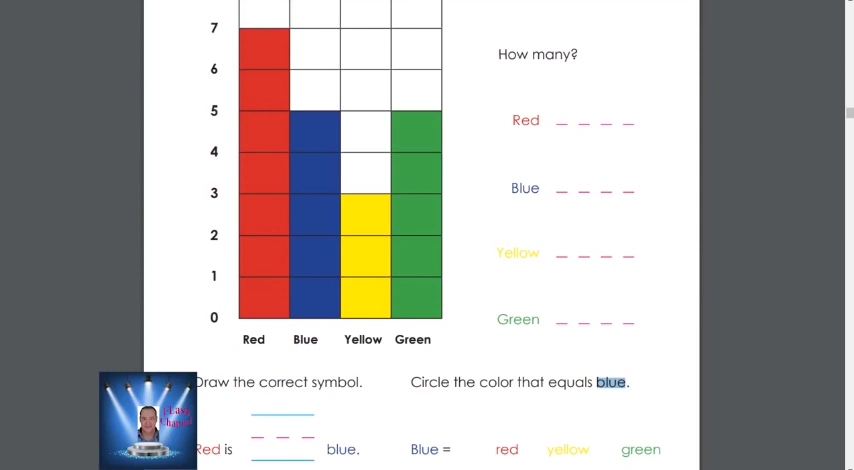 7
6
5
4
3
2
1
0
Red Blue Yellow Green
How many?
Red
Blue
Yellow
Green
Draw the correct symbol.
Red is blue.
Circle the color that equals blue.
Blue = red yellow green